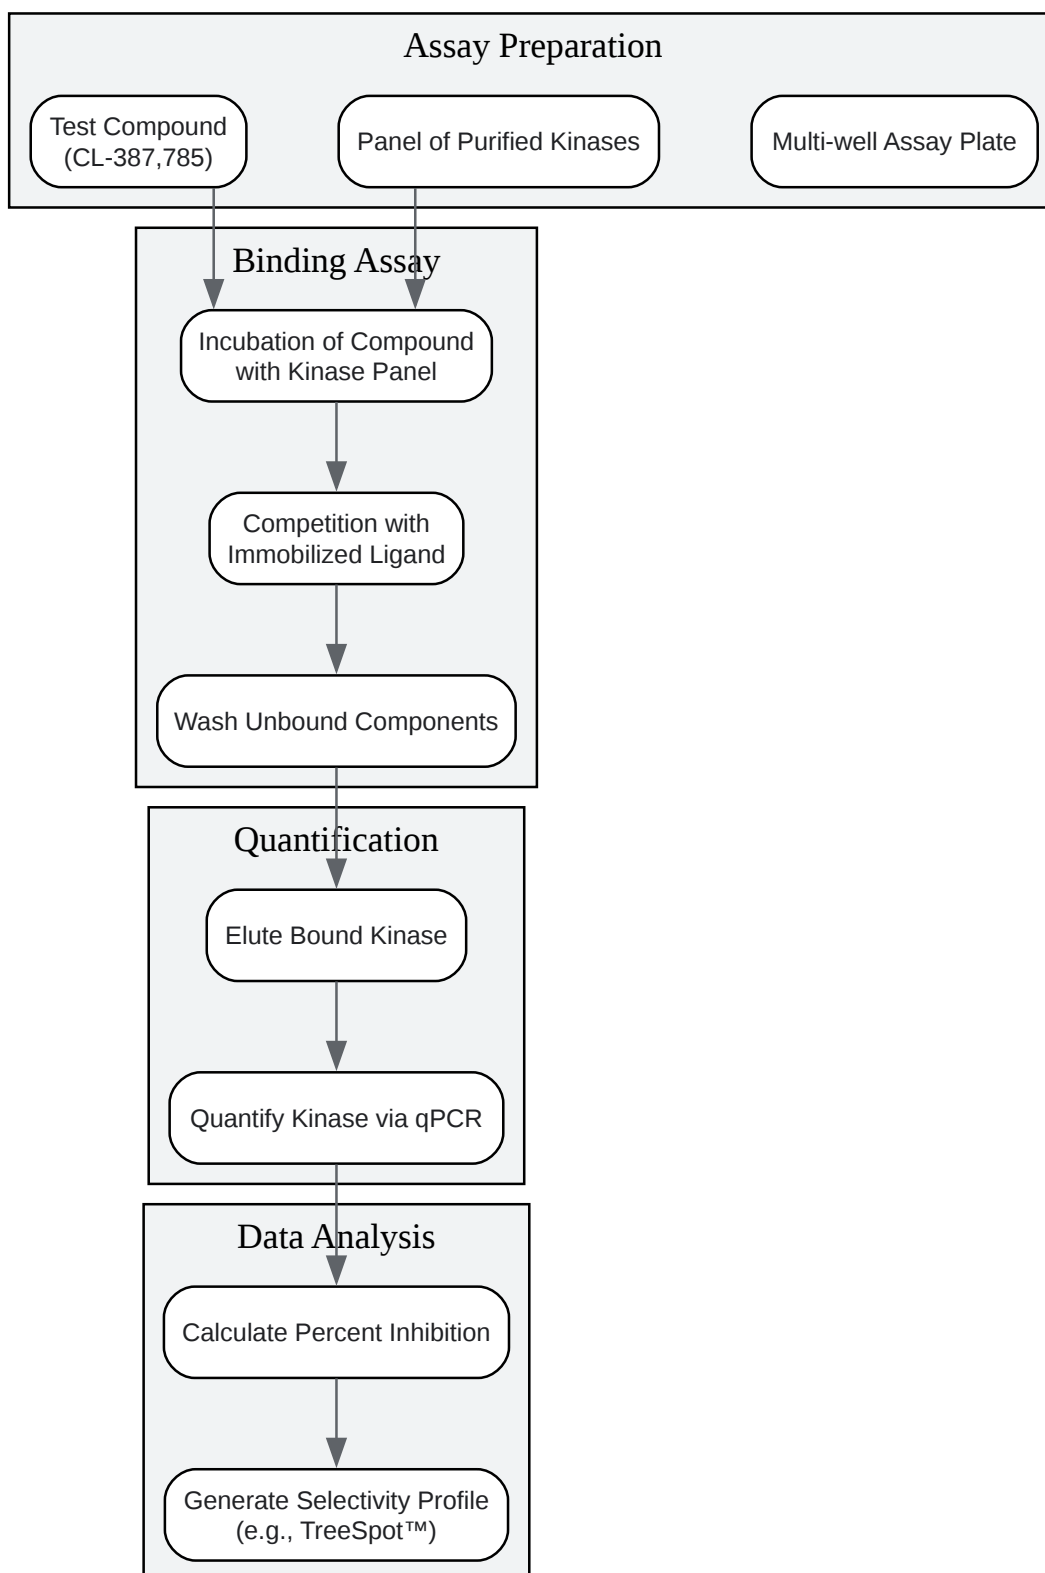 Assay Preparation
Test Compound
(CL-387,785)
Panel of Purified Kinases
Multi-well Assay Plate
Binding Assay
Incubation of Compound
with Kinase Panel
Competition with
Immobilized Ligand
Wash Unbound Components
Quantification
Elute Bound Kinase
Quantify Kinase via qPCR
Data Analysis
Calculate Percent Inhibition
Generate Selectivity Profile
(e.g., TreeSpot™)